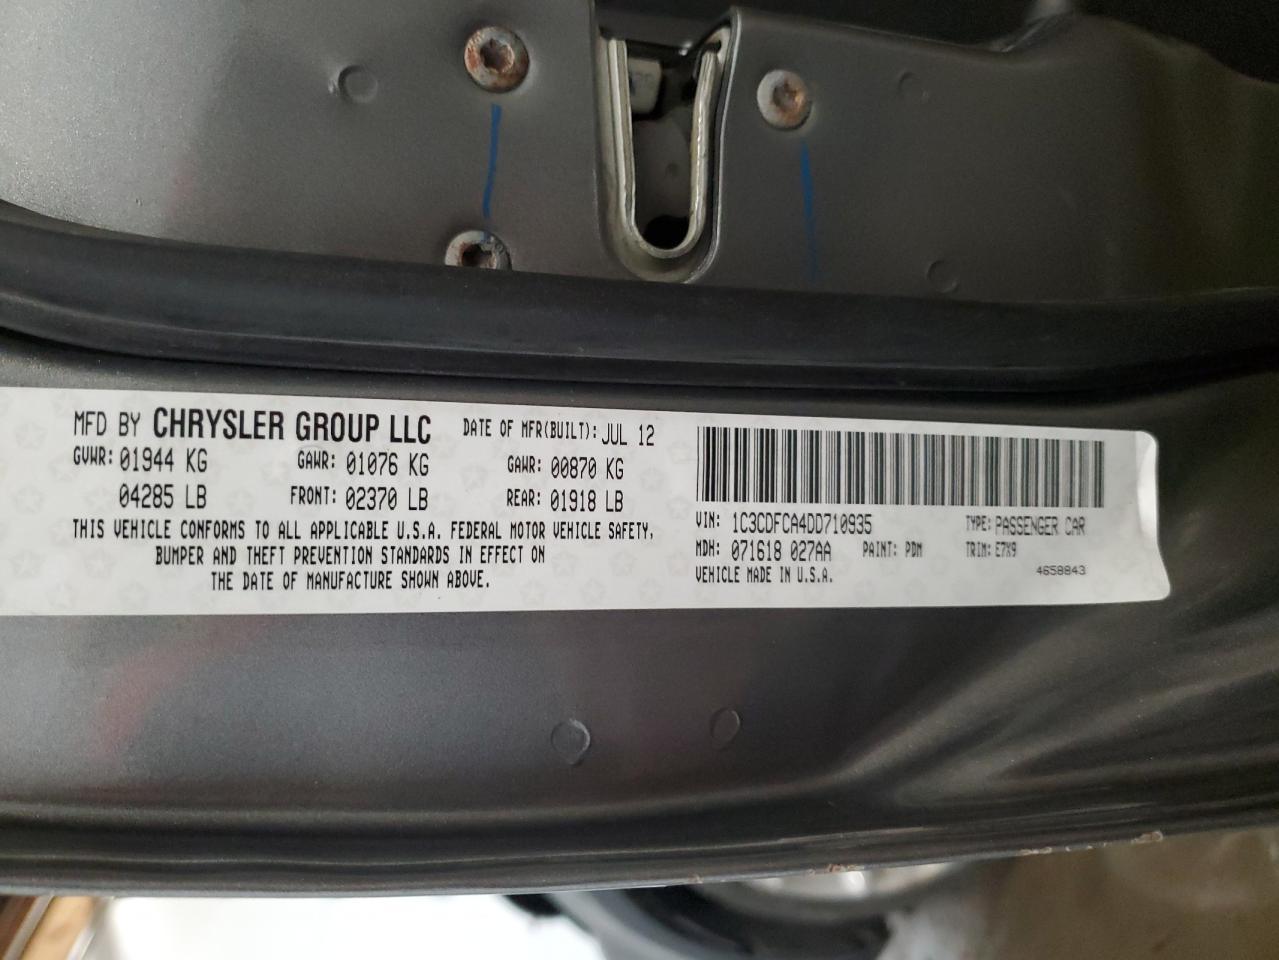 MFD BY CHRYSLER GROUP LLC DATE OF MFR(BUILT): JUL 12
GVWR: 01944 KG GAWR: 01076 KG GAWR: 00870 KG
04285 LB FRONT: 02370 LB REAR: 01918 LB
THIS VEHICLE CONFORMS TO ALL APPLICABLE U.S.A. FEDERAL MOTOR VEHICLE SAFETY,
BUMPER AND THEFT PREVENTION STANDARDS IN EFFECT ON
THE DATE OF MANUFACTURE SHOWN ABOVE.
VIN: 1C3CDFCA4DD710935 TYPE: PASSENGER CAR
MDH: 071618 027AA PAINT: PDM TRIM: E7X9
VEHICLE MADE IN U.S.A. 4658843